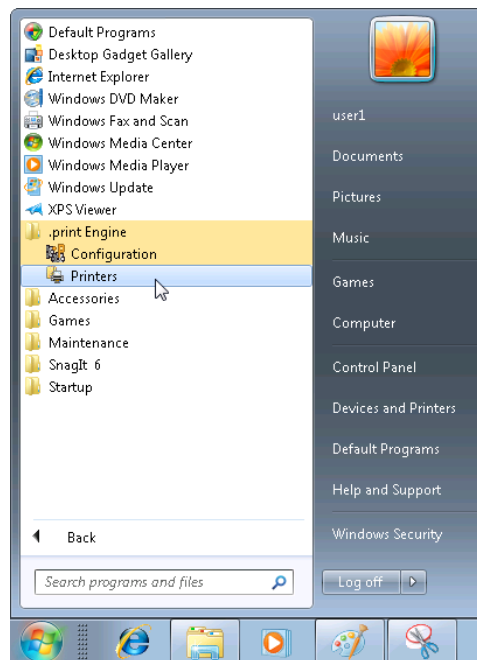 Default Programs
Desktop Gadget Gallery
Internet Explorer
Windows DVD Maker
Windows Fax and Scan
Windows Media Center
Windows Media Player
Windows Update
XPS Viewer
.print Engine
Configuration
Printers
Accessories
Games
Maintenance
SnagIt 6
Startup
Back
Search programs and files
user1
Documents
Pictures
Music
Games
Computer
Control Panel
Devices and Printers
Default Programs
Help and Support
Windows Security
Log off